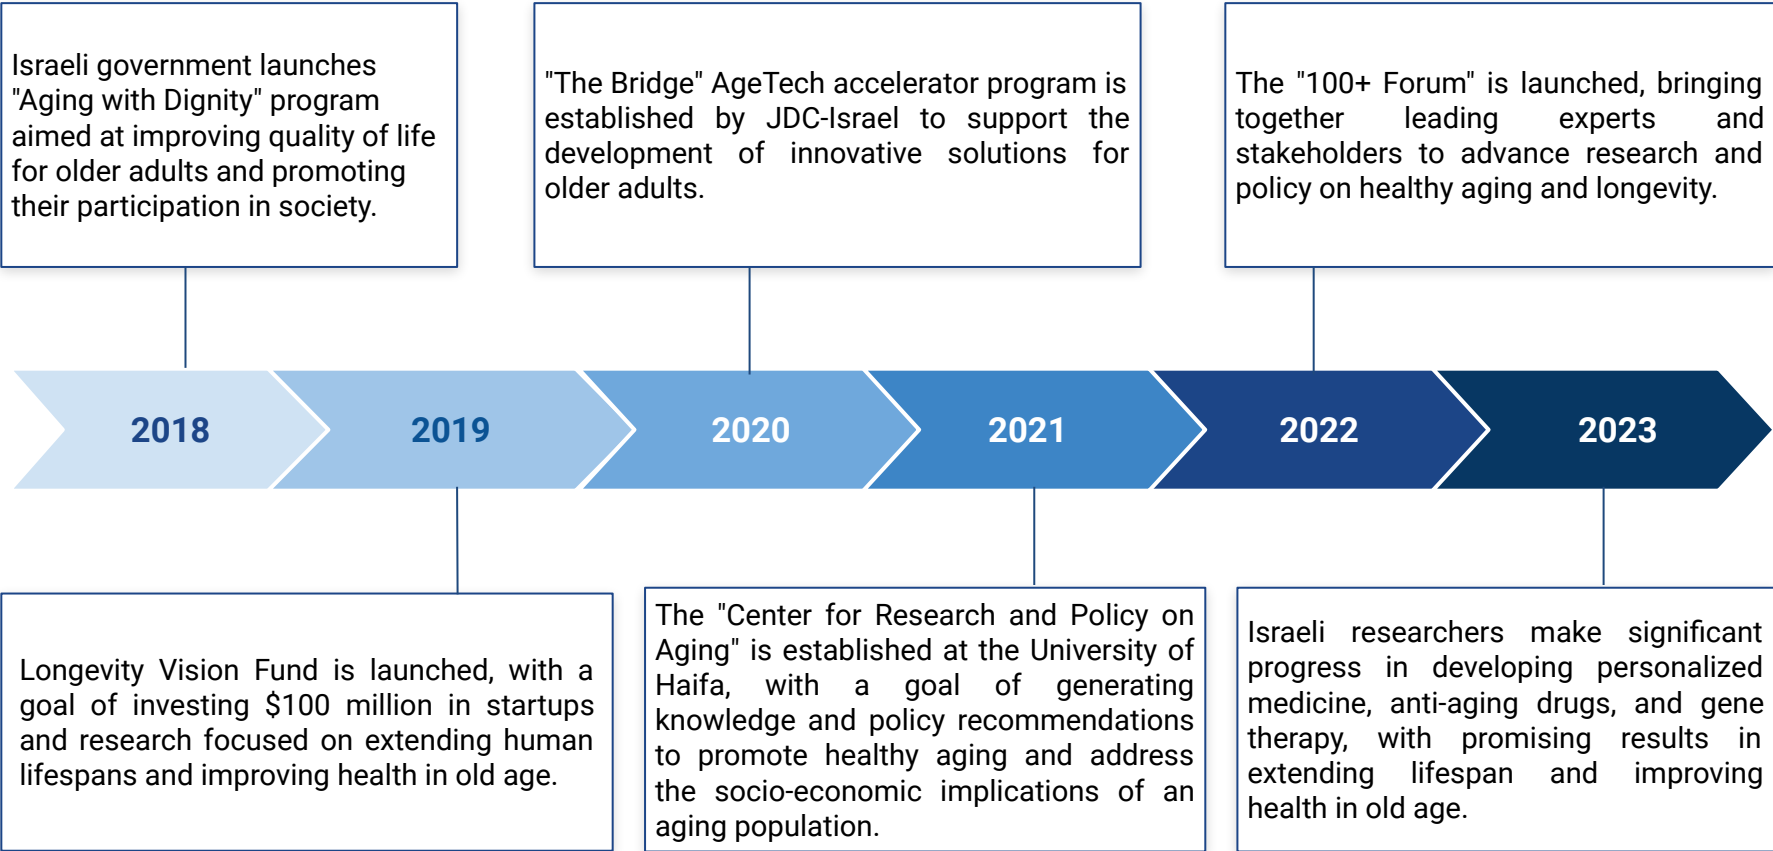 Israeli government launches
"Aging with Dignity" program
aimed at improving quality of life
for older adults and promoting
their participation in society.
"The Bridge" AgeTech accelerator program is
established by JDC-Israel to support the
development of innovative solutions for
older adults.
The "100+ Forum" is launched, bringing
together leading experts and
stakeholders to advance research and
policy on healthy aging and longevity.
2018
2019
2020
2021
2022
2023
Longevity Vision Fund is launched, with a
goal of investing $100 million in startups
and research focused on extending human
lifespans and improving health in old age.
The "Center for Research and Policy on
Aging" is established at the University of
Haifa, with a goal of generating
knowledge and policy recommendations
to promote healthy aging and address
the socio-economic implications of an
aging population.
Israeli researchers make significant
progress in developing personalized
medicine, anti-aging drugs, and gene
therapy, with promising results in
extending lifespan and improving
health in old age.